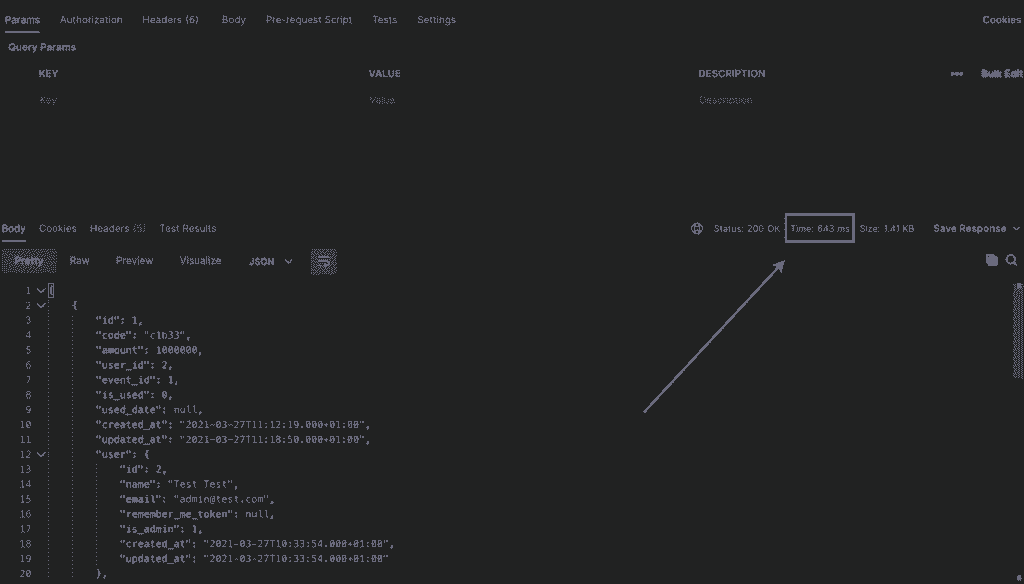 Params Authorization Headers (6) Body Pre-request Script Tests Settings Cookies
Query Params
KEY VALUE DESCRIPTION ••• Bulk Edit
Key Value Description
Body Cookies Headers (5) Test Results Status: 200 OK Time: 643 ms Size: 1.41 KB Save Response
Pretty Raw Preview Visualize JSON
1 [
2 {
3 "id": 1,
4 "code": "c1b33",
5 "amount": 1000000,
6 "user_id": 2,
7 "event_id": 1,
8 "is_used": 0,
9 "used_date": null,
10 "created_at": "2021-03-27T11:12:19.000+01:00",
11 "updated_at": "2021-03-27T11:18:50.000+01:00",
12 "user": {
13 "id": 2,
14 "name": "Test Test",
15 "email": "admin@test.com",
16 "remember_me_token": null,
17 "is_admin": 1,
18 "created_at": "2021-03-27T10:33:54.000+01:00",
19 "updated_at": "2021-03-27T10:33:54.000+01:00"
20 },